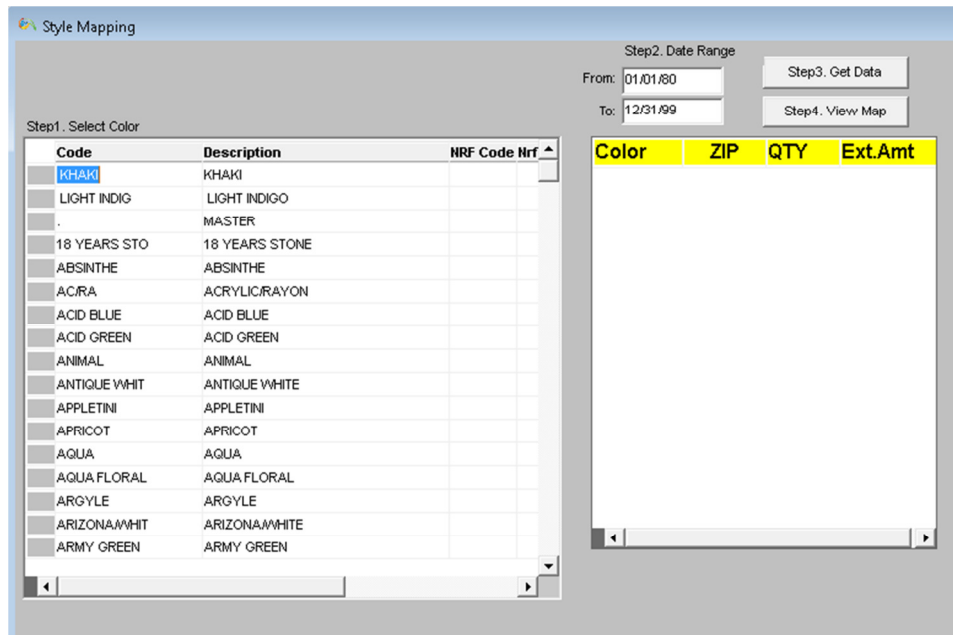 Style Mapping
Step2. Date Range
From: 01/01/80
Step3. Get Data
To: 12/31/99
Step4. View Map
Step1. Select Color
Code Description NRF Code Nrf
KHAKI KHAKI
LIGHT INDIG LIGHT INDIGO
. MASTER
18 YEARS STO 18 YEARS STONE
ABSINTHE ABSINTHE
AC/RA ACRYLIC/RAYON
ACID BLUE ACID BLUE
ACID GREEN ACID GREEN
ANIMAL ANIMAL
ANTIQUE WHIT ANTIQUE WHITE
APPLETINI APPLETINI
APRICOT APRICOT
AQUA AQUA
AQUA FLORAL AQUA FLORAL
ARGYLE ARGYLE
ARIZONA/WHIT ARIZONA/WHITE
ARMY GREEN ARMY GREEN
Color ZIP QTY Ext.Amt